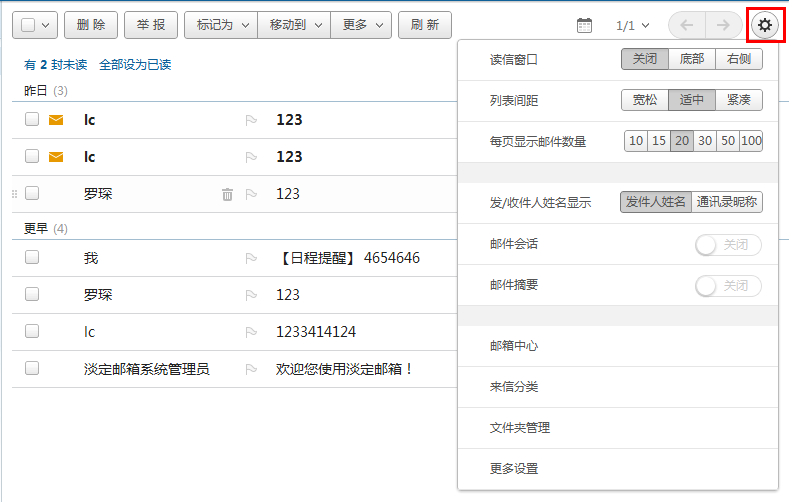 删 除 举 报 标记为 移动到 更多 刷 新 1/1
有 2 封未读 全部设为已读
昨日 (3)
lc 123
lc 123
罗琛 123
更早 (4)
我 【日程提醒】 4654646
罗琛 123
lc 1233414124
淡定邮箱系统管理员 欢迎您使用淡定邮箱！
读信窗口 关闭 底部 右侧
列表间距 宽松 适中 紧凑
每页显示邮件数量 10 15 20 30 50 100
发/收件人姓名显示 发件人姓名 通讯录昵称
邮件会话 关闭
邮件摘要 关闭
邮箱中心
来信分类
文件夹管理
更多设置